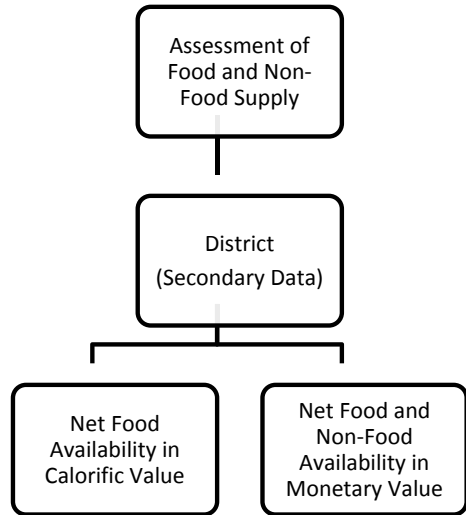 Assessment of
Food and Non-
Food Supply
District
(Secondary Data)
Net Food
Availability in
Calorific Value
Net Food and
Non-Food
Availability in
Monetary Value